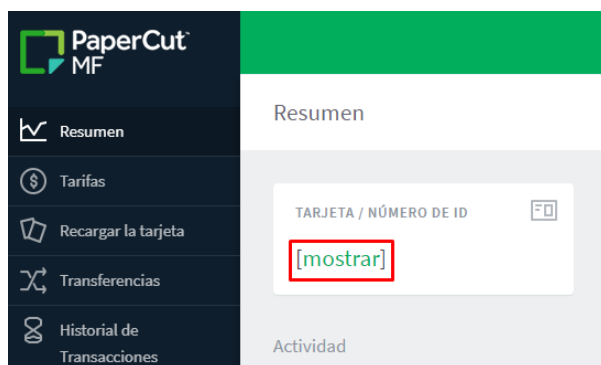 PaperCut
MF
Resumen
Tarifas
Recargar la tarjeta
Transferencias
Historial de
Transacciones
Resumen
TARJETA / NÚMERO DE ID
[mostrar]
Actividad